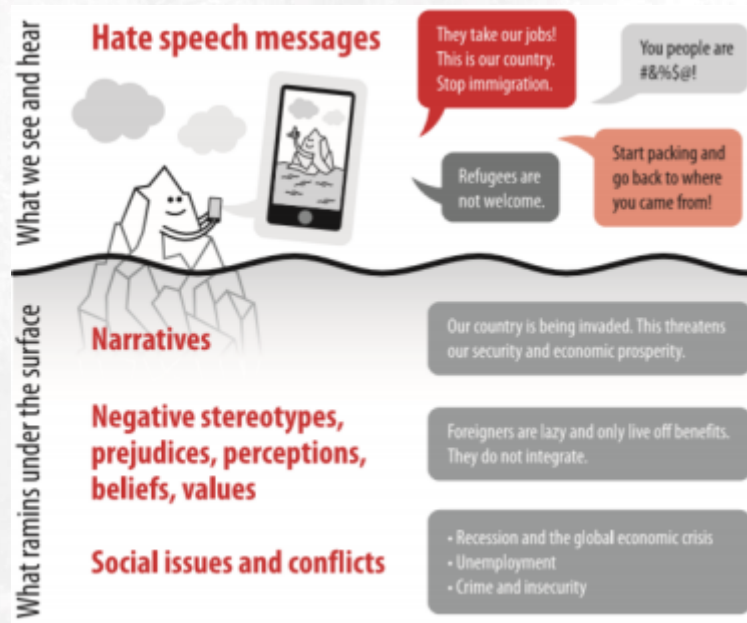 What we see and hear
Hate speech messages
They take our jobs!
This is our country.
Stop immigration.
You people are
#&%$@!
Refugees are
not welcome.
Start packing and
go back to where
you came from!
What ramins under the surface
Narratives
Our country is being invaded. This threatens
our security and economic prosperity.
Negative stereotypes,
prejudices, perceptions,
beliefs, values
Foreigners are lazy and only live off benefits.
They do not integrate.
Social issues and conflicts
• Recession and the global economic crisis
• Unemployment
• Crime and insecurity